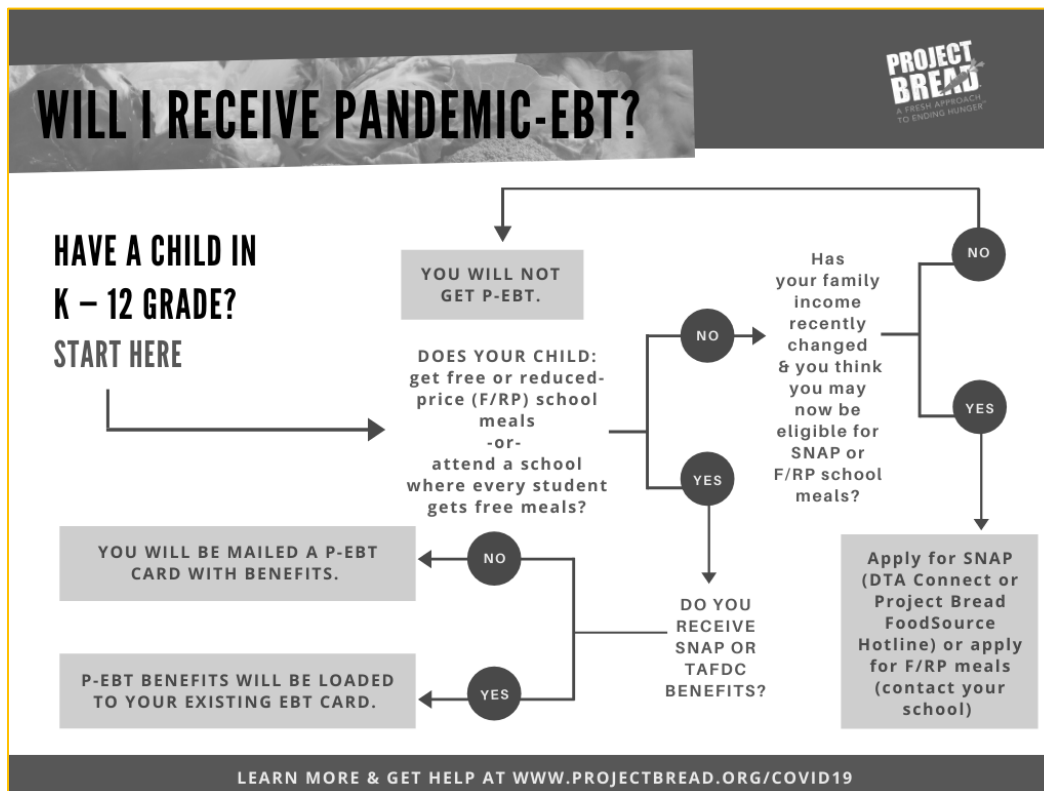 PROJECT
BREAD
A FRESH APPROACH
TO ENDING HUNGER™
WILL I RECEIVE PANDEMIC-EBT?
HAVE A CHILD IN
K – 12 GRADE?
START HERE
YOU WILL NOT
GET P-EBT.
DOES YOUR CHILD:
get free or reduced-
price (F/RP) school
meals
-or-
attend a school
where every student
gets free meals?
NO
YES
Has
your family
income
recently
changed
& you think
you may
now be
eligible for
SNAP or
F/RP school
meals?
NO
YES
Apply for SNAP
(DTA Connect or
Project Bread
FoodSource
Hotline) or apply
for F/RP meals
(contact your
school)
DO YOU
RECEIVE
SNAP OR
TAFDC
BENEFITS?
NO
YOU WILL BE MAILED A P-EBT
CARD WITH BENEFITS.
YES
P-EBT BENEFITS WILL BE LOADED
TO YOUR EXISTING EBT CARD.
LEARN MORE & GET HELP AT WWW.PROJECTBREAD.ORG/COVID19